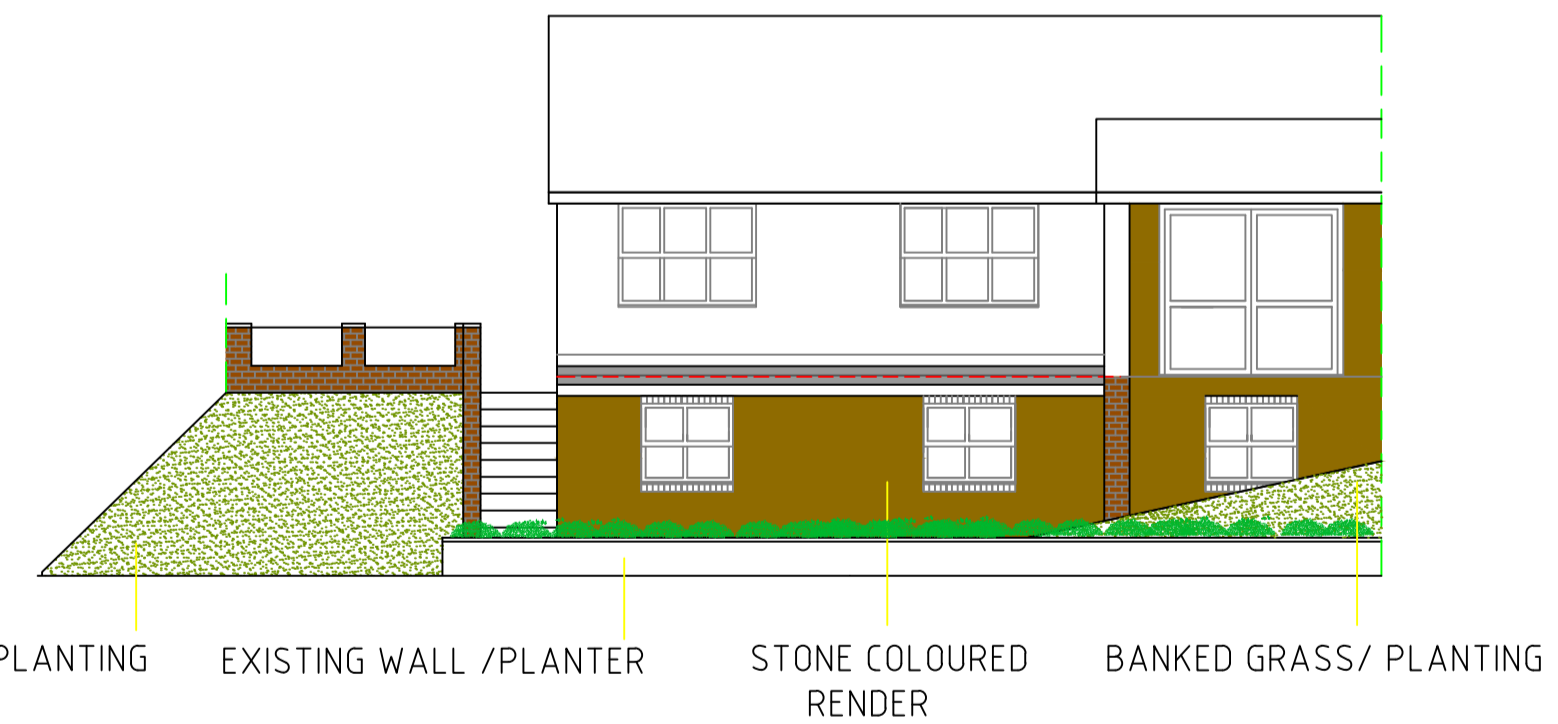 PLANTING
EXISTING WALL /PLANTER
STONE COLOURED
RENDER
BANKED GRASS/ PLANTING